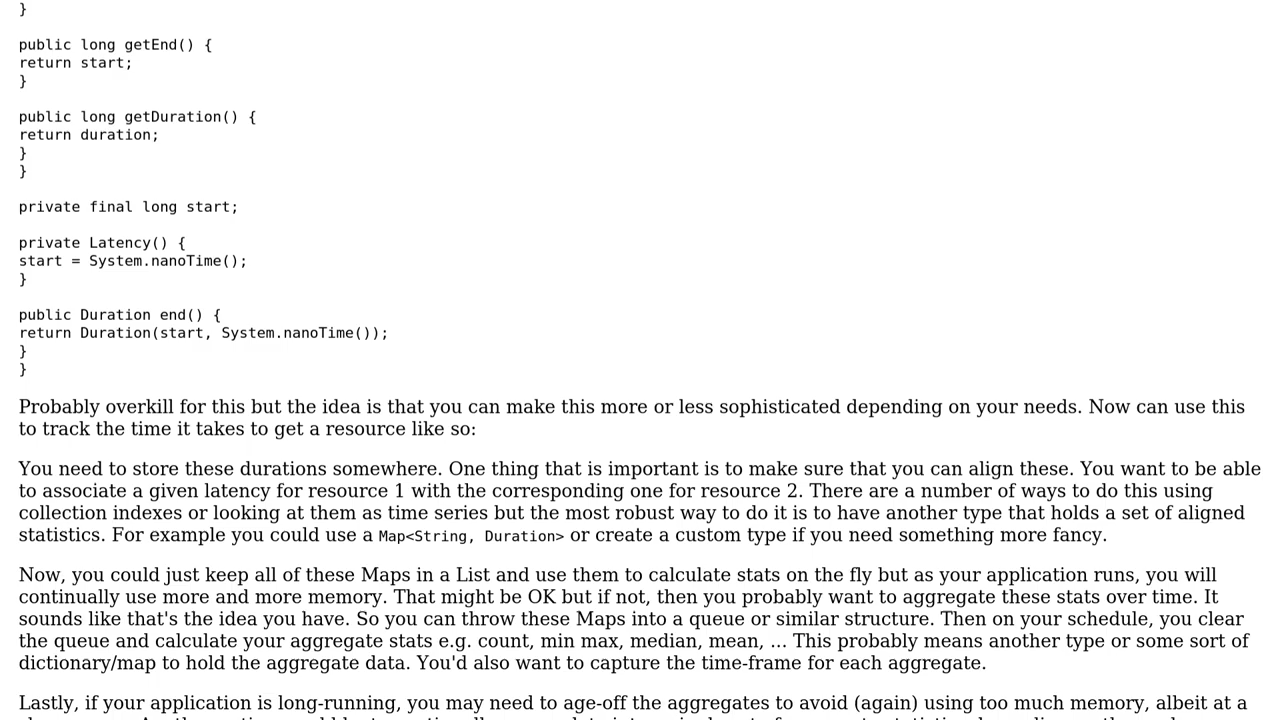 }
public long getEnd() {
return start;
}
public long getDuration() {
return duration;
}
}
private final long start;
private Latency() {
start = System.nanoTime();
}
public Duration end() {
return Duration(start, System.nanoTime());
}
}
Probably overkill for this but the idea is that you can make this more or less sophisticated depending on your needs. Now can use this
to track the time it takes to get a resource like so:
You need to store these durations somewhere. One thing that is important is to make sure that you can align these. You want to be able
to associate a given latency for resource 1 with the corresponding one for resource 2. There are a number of ways to do this using
collection indexes or looking at them as time series but the most robust way to do it is to have another type that holds a set of aligned
statistics. For example you could use a Map<String, Duration> or create a custom type if you need something more fancy.
Now, you could just keep all of these Maps in a List and use them to calculate stats on the fly but as your application runs, you will
continually use more and more memory. That might be OK but if not, then you probably want to aggregate these stats over time. It
sounds like that's the idea you have. So you can throw these Maps into a queue or similar structure. Then on your schedule, you clear
the queue and calculate your aggregate stats e.g. count, min max, median, mean, ... This probably means another type or some sort of
dictionary/map to hold the aggregate data. You'd also want to capture the time-frame for each aggregate.
Lastly, if your application is long-running, you may need to age-off the aggregates to avoid (again) using too much memory, albeit at a